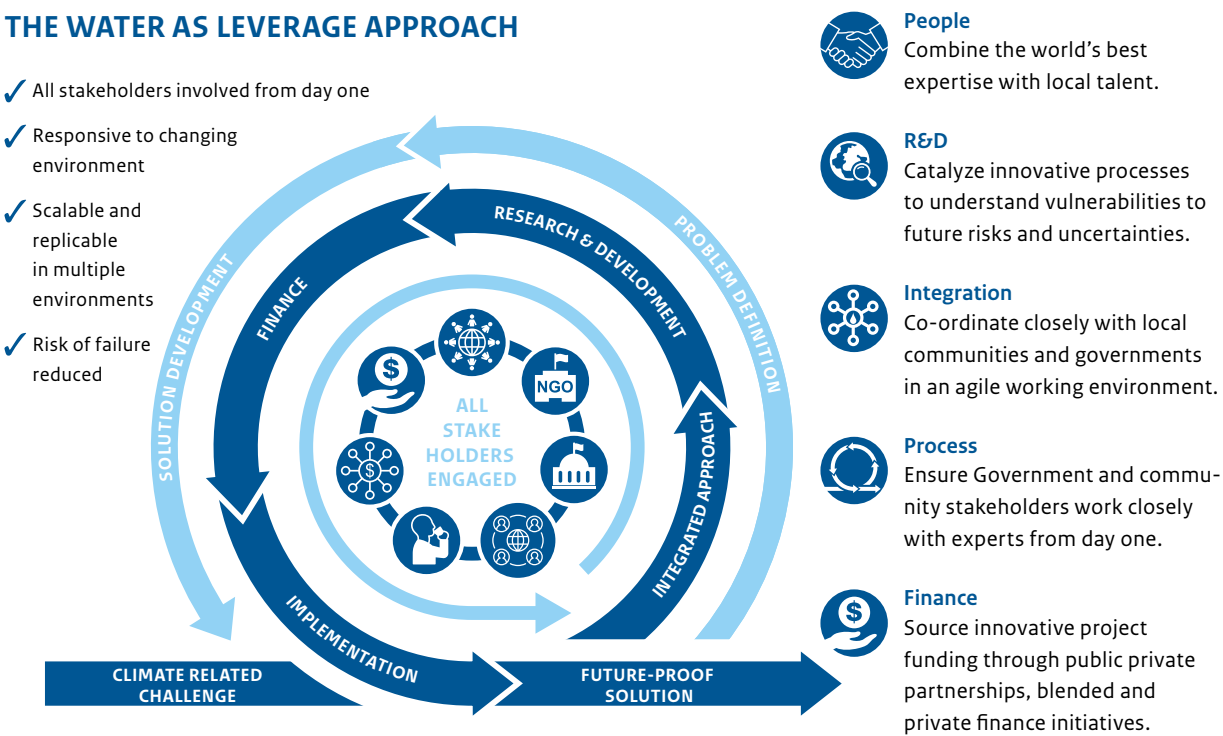 THE WATER AS LEVERAGE APPROACH
✓ All stakeholders involved from day one
✓ Responsive to changing
environment
✓ Scalable and
replicable
in multiple
environments
✓ Risk of failure
reduced
SOLUTION DEVELOPMENT
PROBLEM DEFINITION
FINANCE
RESEARCH & DEVELOPMENT
INTEGRATED APPROACH
IMPLEMENTATION
$
NGO
$
ALL
STAKE
HOLDERS
ENGAGED
CLIMATE RELATED
CHALLENGE
FUTURE-PROOF
SOLUTION
People
Combine the world's best
expertise with local talent.
R&D
Catalyze innovative processes
to understand vulnerabilities to
future risks and uncertainties.
Integration
Co-ordinate closely with local
communities and governments
in an agile working environment.
Process
Ensure Government and commu-
nity stakeholders work closely
with experts from day one.
$
Finance
Source innovative project
funding through public private
partnerships, blended and
private finance initiatives.